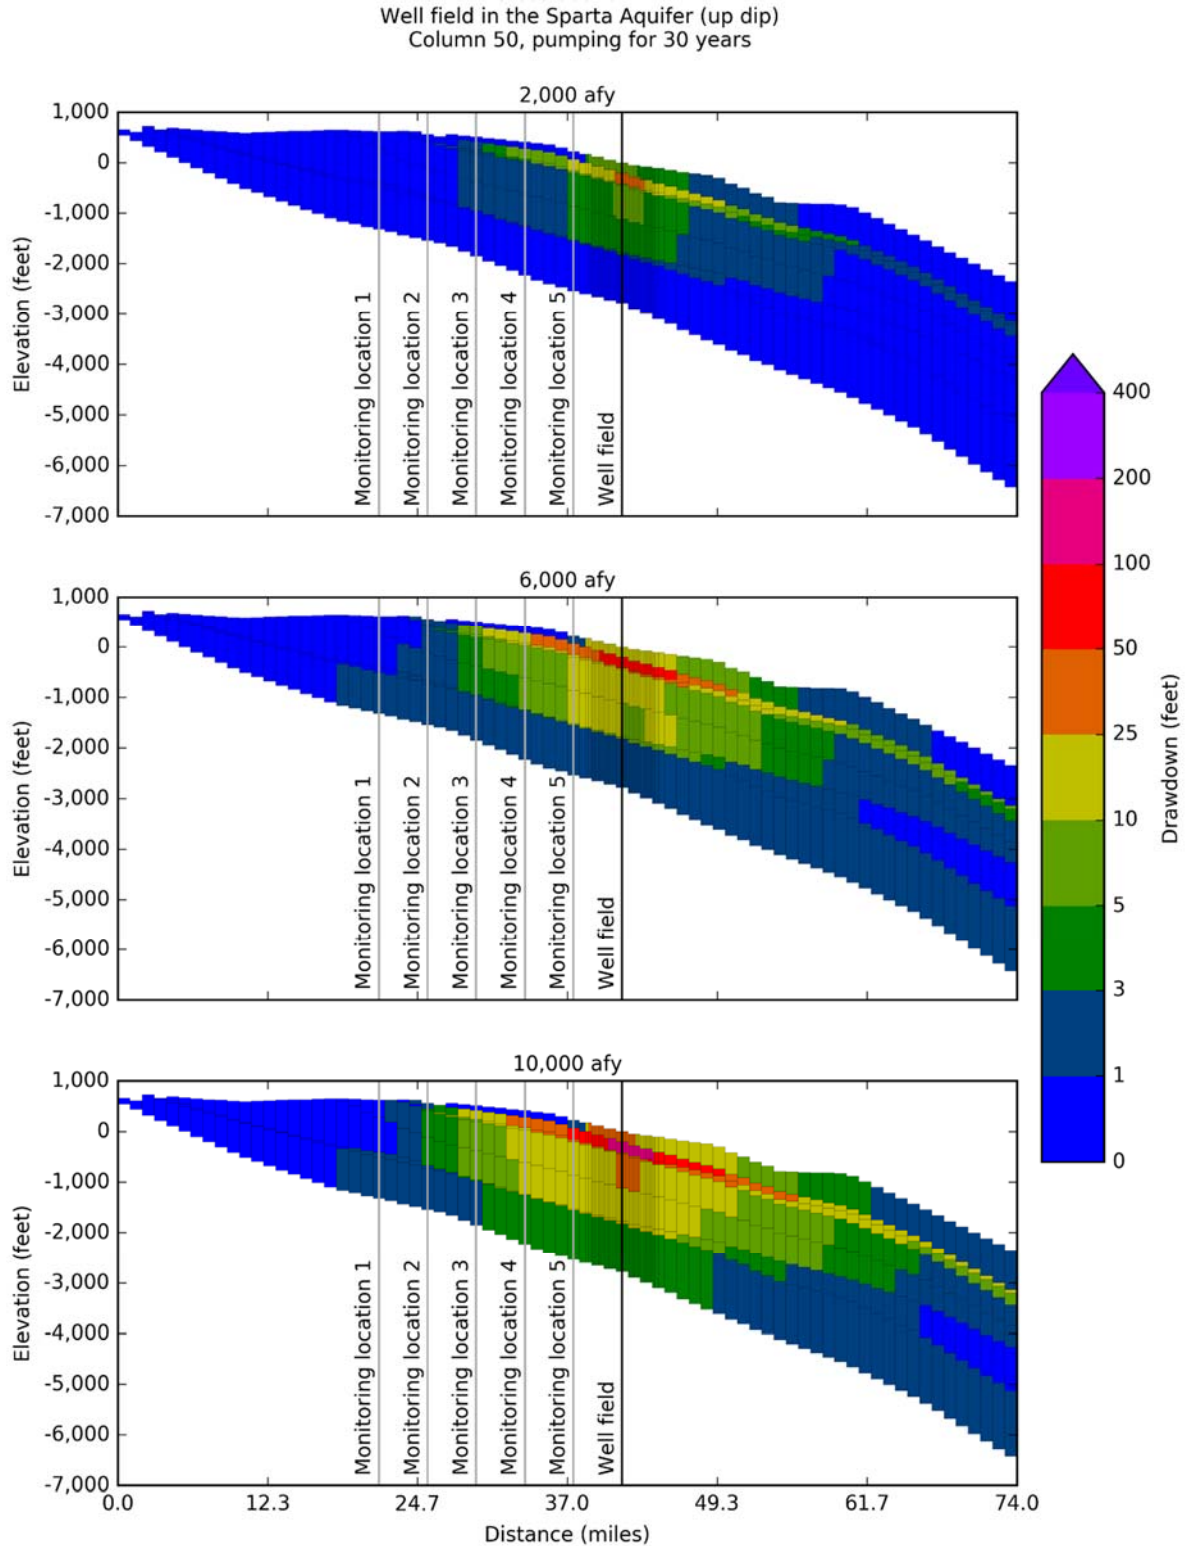 Well field in the Sparta Aquifer (up dip)
Column 50, pumping for 30 years
2,000 afy
1,000
0
-1,000
-2,000
-3,000
-4,000
-5,000
-6,000
-7,000
Elevation (feet)
Monitoring location 1
Monitoring location 2
Monitoring location 3
Monitoring location 4
Monitoring location 5
Well field
6,000 afy
1,000
0
-1,000
-2,000
-3,000
-4,000
-5,000
-6,000
-7,000
Elevation (feet)
Monitoring location 1
Monitoring location 2
Monitoring location 3
Monitoring location 4
Monitoring location 5
Well field
10,000 afy
1,000
0
-1,000
-2,000
-3,000
-4,000
-5,000
-6,000
-7,000
Elevation (feet)
Monitoring location 1
Monitoring location 2
Monitoring location 3
Monitoring location 4
Monitoring location 5
Well field
0.0 12.3 24.7 37.0 49.3 61.7 74.0
Distance (miles)
400
200
100
50
25
10
5
3
1
0
Drawdown (feet)